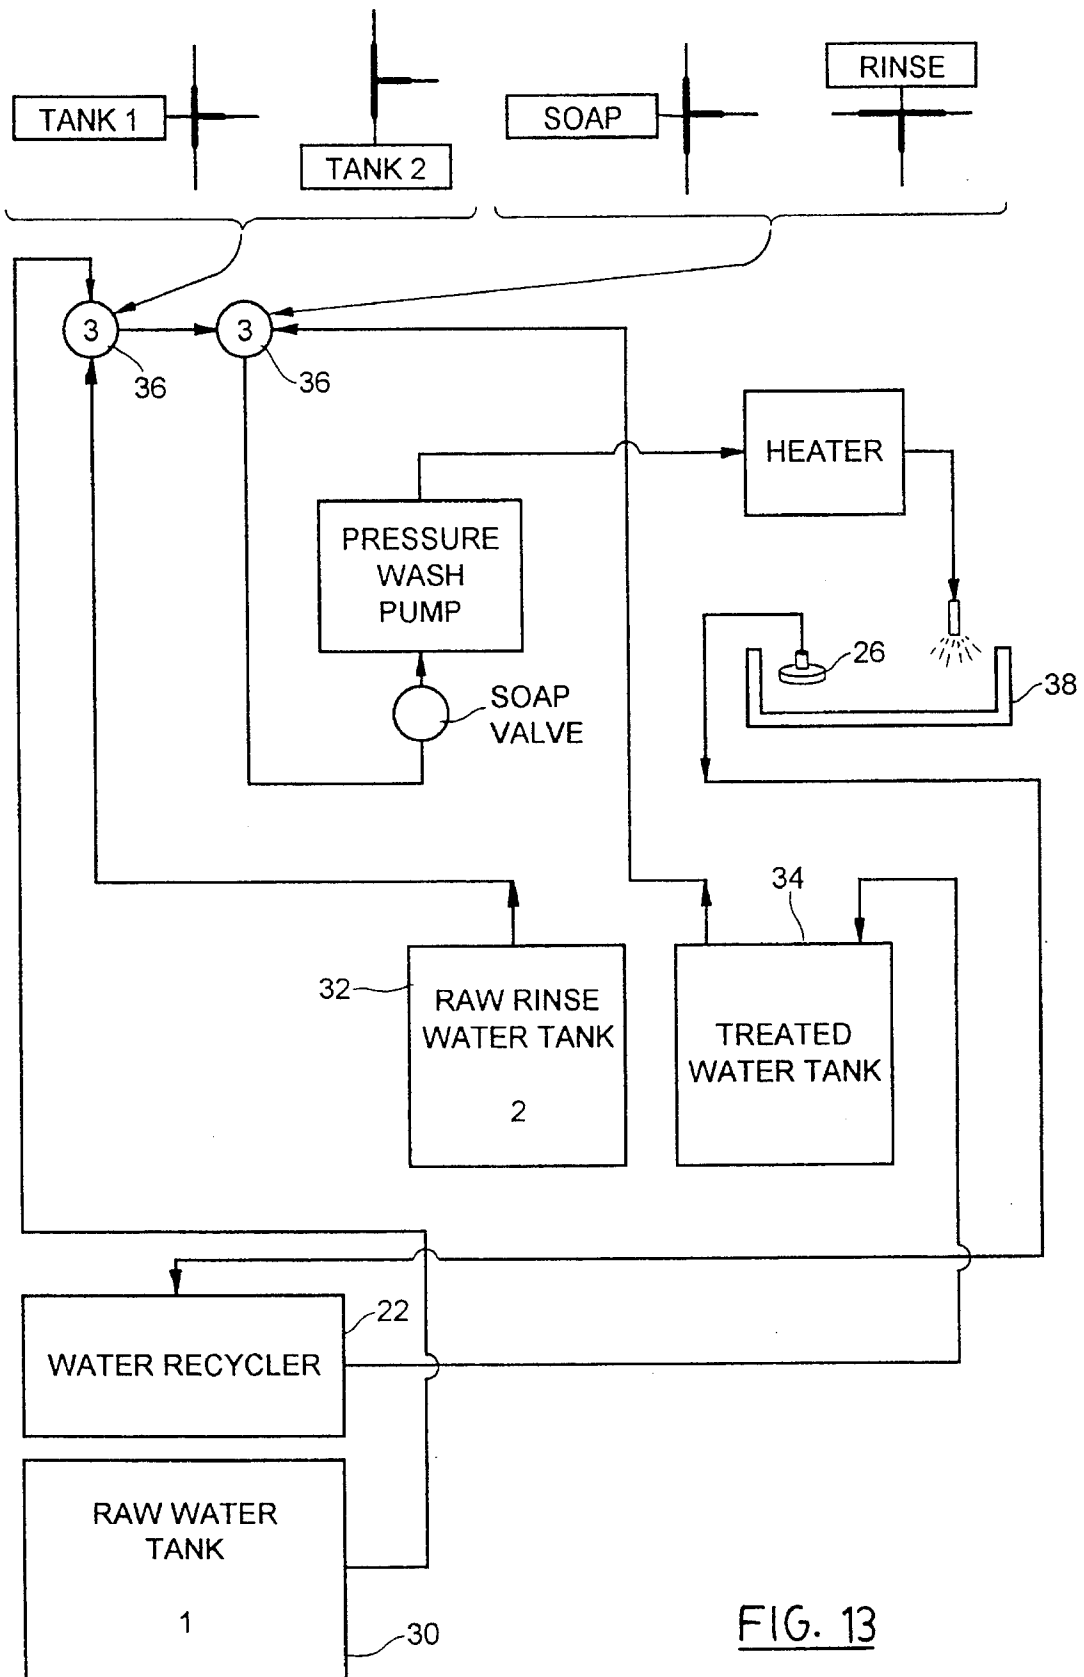 RINSE
TANK 1
SOAP
TANK 2
3
3
36
36
HEATER
PRESSURE
WASH
PUMP
26
38
SOAP
VALVE
34
32
RAW RINSE
WATER TANK
2
TREATED
WATER TANK
22
WATER RECYCLER
RAW WATER
TANK
1
30
FIG. 13